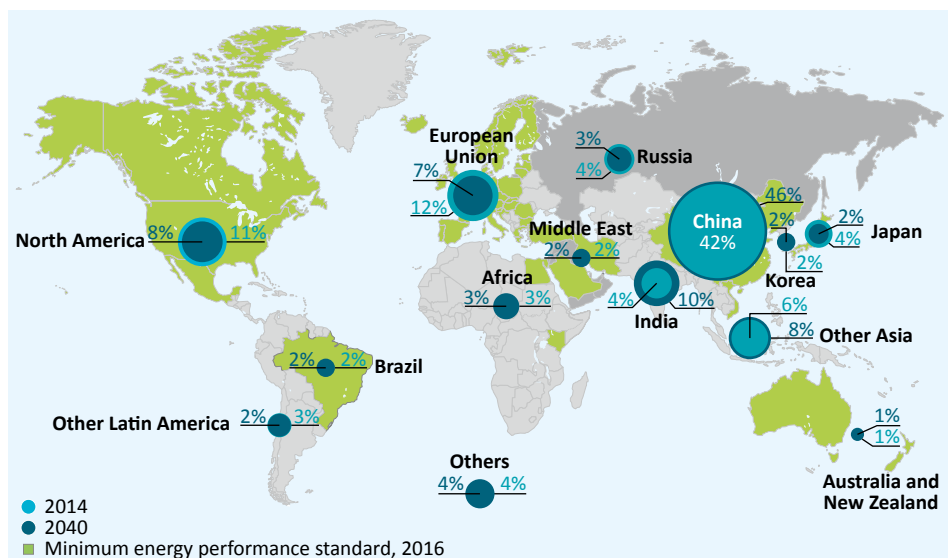 European
Union
7%
12%
3%
Russia
4%
46%
China
42%
2%
2%
Japan
4%
Korea
2%
North America
8%
11%
Middle East
2%
2%
Africa
3%
3%
4%
10%
India
6%
8%
Other Asia
2%
2%
Brazil
Other Latin America
2%
3%
1%
1%
Australia and
New Zealand
Others
4%
4%
2014
2040
Minimum energy performance standard, 2016